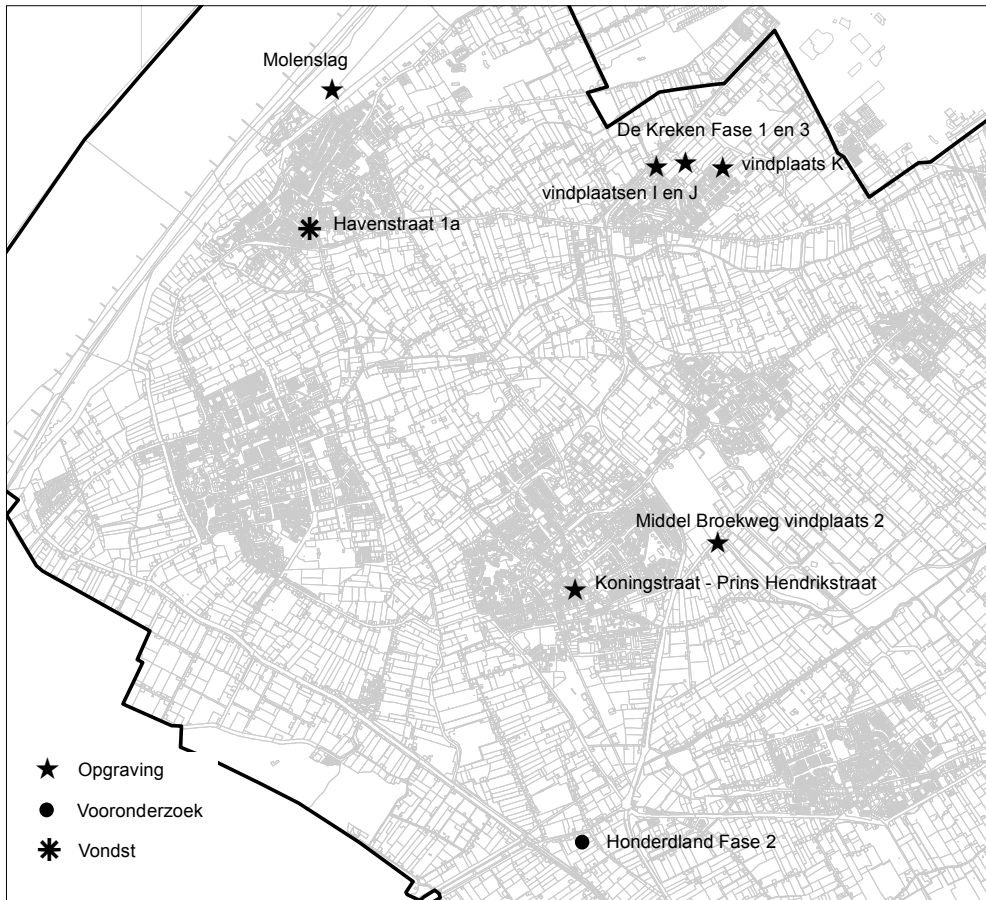 Molenslag
De Kreken Fase 1 en 3
vindplaats K
vindplaatsen I en J
Havenstraat 1a
Middel Broekweg vindplaats 2
Koningstraat - Prins Hendrikstraat
Opgraving
Vooronderzoek
Vondst
Honderdland Fase 2